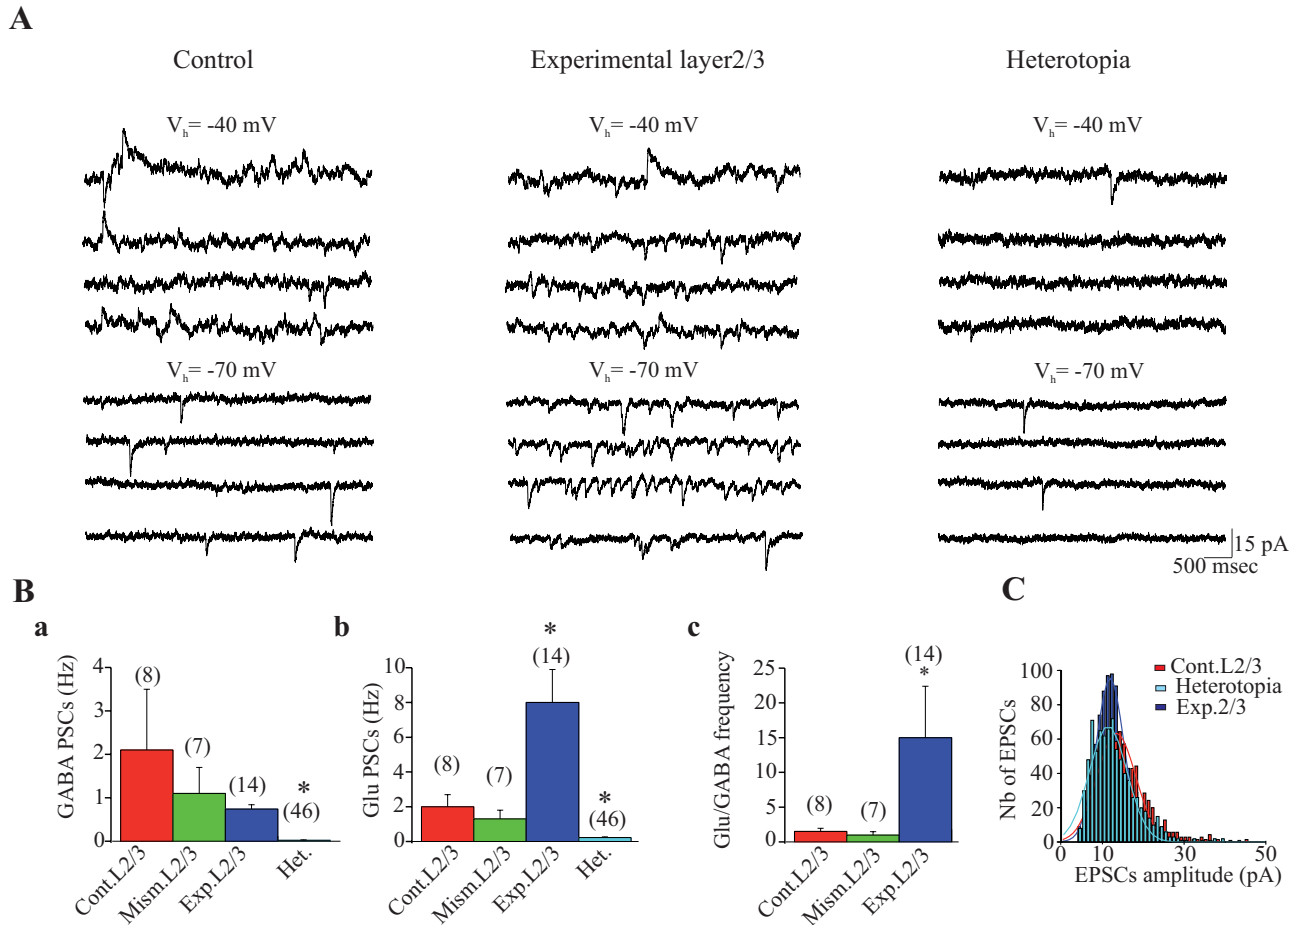 A
Control
Experimental layer2/3
Heterotopia
Vh= -40 mV
Vh= -40 mV
Vh= -40 mV
Vh= -70 mV
Vh= -70 mV
Vh= -70 mV
15 pA
500 msec
B
C
a
b
c
GABA PSCs (Hz)
4
3
2
1
0
(8)
(7)
(14)
*
(46)
Cont.L2/3
Mism.L2/3
Exp.L2/3
Het.
Glu PSCs (Hz)
10
8
6
4
2
0
(8)
(7)
*
(14)
*
(46)
Cont.L2/3
Mism.L2/3
Exp.L2/3
Het.
Glu/GABA frequency
25
20
15
10
5
0
(8)
(7)
(14)
*
Cont.L2/3
Mism.L2/3
Exp.L2/3
Cont.L2/3
Heterotopia
Exp.2/3
Nb of EPSCs
100
80
60
40
20
0
0
10
30
50
EPSCs amplitude (pA)